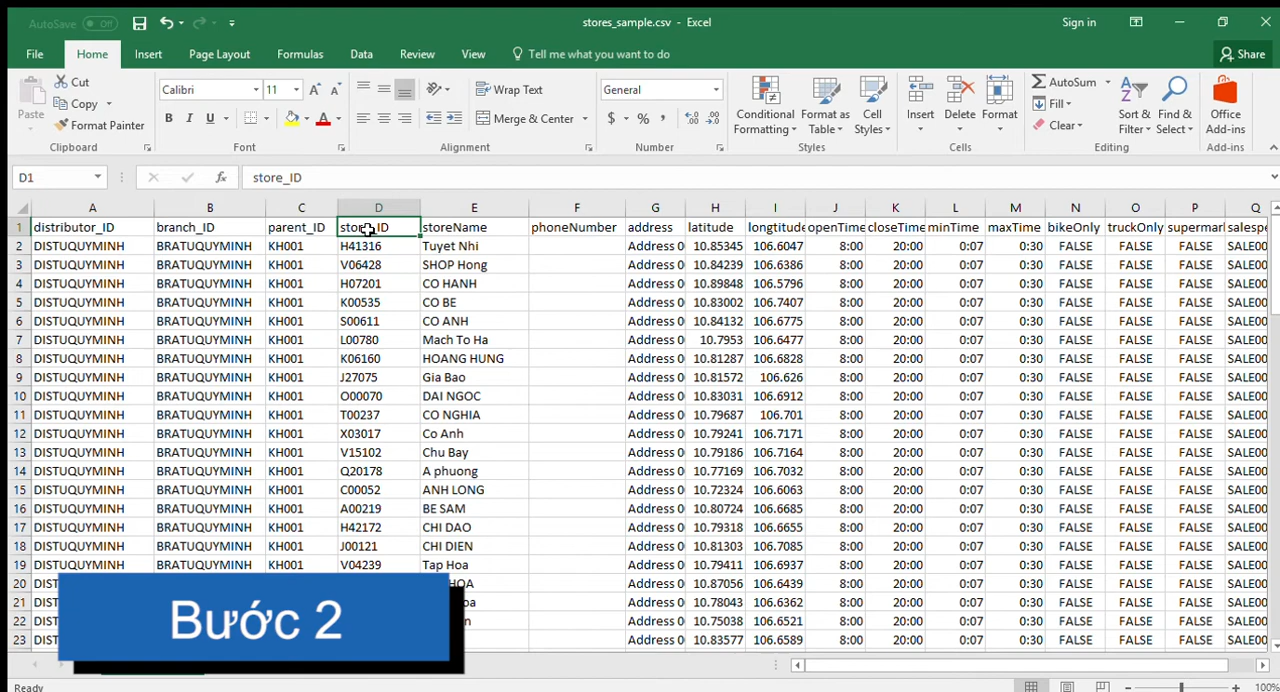 AutoSave Off stores_sample.csv - Excel Sign in
File Home Insert Page Layout Formulas Data Review View Tell me what you want to do Share
Paste Cut Copy Format Painter Calibri 11 B I U A Wrap Text Merge & Center General $ % , Conditional Formatting Format as Table Cell Styles Insert Delete Format AutoSum Fill Clear Sort & Filter Find & Select Office Add-ins
Clipboard Font Alignment Number Styles Cells Editing Add-ins
D1 fx store_ID
A B C D E F G H I J K L M N O P Q
1 distributor_ID branch_ID parent_ID store_ID storeName phoneNumber address latitude longtitude openTime closeTime minTime maxTime bikeOnly truckOnly supermar salespe
2 DISTUQUYMINH BRATUQUYMINH KH001 H41316 Tuyet Nhi Address 0 10.85345 106.6047 8:00 20:00 0:07 0:30 FALSE FALSE FALSE SALE00
3 DISTUQUYMINH BRATUQUYMINH KH001 V06428 SHOP Hong Address 0 10.84239 106.6386 8:00 20:00 0:07 0:30 FALSE FALSE FALSE SALE00
4 DISTUQUYMINH BRATUQUYMINH KH001 H07201 CO HANH Address 0 10.89848 106.5796 8:00 20:00 0:07 0:30 FALSE FALSE FALSE SALE00
5 DISTUQUYMINH BRATUQUYMINH KH001 K00535 CO BE Address 0 10.83002 106.7407 8:00 20:00 0:07 0:30 FALSE FALSE FALSE SALE00
6 DISTUQUYMINH BRATUQUYMINH KH001 S00611 CO ANH Address 0 10.84132 106.6775 8:00 20:00 0:07 0:30 FALSE FALSE FALSE SALE00
7 DISTUQUYMINH BRATUQUYMINH KH001 L00780 Mach To Ha Address 0 10.7953 106.6477 8:00 20:00 0:07 0:30 FALSE FALSE FALSE SALE00
8 DISTUQUYMINH BRATUQUYMINH KH001 K06160 HOANG HUNG Address 0 10.81287 106.6828 8:00 20:00 0:07 0:30 FALSE FALSE FALSE SALE00
9 DISTUQUYMINH BRATUQUYMINH KH001 J27075 Gia Bao Address 0 10.81572 106.626 8:00 20:00 0:07 0:30 FALSE FALSE FALSE SALE00
10 DISTUQUYMINH BRATUQUYMINH KH001 O00070 DAI NGOC Address 0 10.83031 106.6912 8:00 20:00 0:07 0:30 FALSE FALSE FALSE SALE00
11 DISTUQUYMINH BRATUQUYMINH KH001 T00237 CO NGHIA Address 0 10.79687 106.701 8:00 20:00 0:07 0:30 FALSE FALSE FALSE SALE00
12 DISTUQUYMINH BRATUQUYMINH KH001 X03017 Co Anh Address 0 10.79241 106.7171 8:00 20:00 0:07 0:30 FALSE FALSE FALSE SALE00
13 DISTUQUYMINH BRATUQUYMINH KH001 V15102 Chu Bay Address 0 10.79186 106.7164 8:00 20:00 0:07 0:30 FALSE FALSE FALSE SALE00
14 DISTUQUYMINH BRATUQUYMINH KH001 Q20178 A phuong Address 0 10.77169 106.7032 8:00 20:00 0:07 0:30 FALSE FALSE FALSE SALE00
15 DISTUQUYMINH BRATUQUYMINH KH001 C00052 ANH LONG Address 0 10.72324 106.6063 8:00 20:00 0:07 0:30 FALSE FALSE FALSE SALE00
16 DISTUQUYMINH BRATUQUYMINH KH001 A00219 BE SAM Address 0 10.80724 106.6685 8:00 20:00 0:07 0:30 FALSE FALSE FALSE SALE00
17 DISTUQUYMINH BRATUQUYMINH KH001 H42172 CHI DAO Address 0 10.79318 106.6655 8:00 20:00 0:07 0:30 FALSE FALSE FALSE SALE00
18 DISTUQUYMINH BRATUQUYMINH KH001 J00121 CHI DIEN Address 0 10.81303 106.7085 8:00 20:00 0:07 0:30 FALSE FALSE FALSE SALE00
19 DISTUQUYMINH BRATUQUYMINH KH001 V04239 Tap Hoa Address 0 10.79411 106.6937 8:00 20:00 0:07 0:30 FALSE FALSE FALSE SALE00
20 Address 0 10.87056 106.6439 8:00 20:00 0:07 0:30 FALSE FALSE FALSE SALE00
21 Address 0 10.78043 106.6362 8:00 20:00 0:07 0:30 FALSE FALSE FALSE SALE00
22 Address 0 10.75038 106.6521 8:00 20:00 0:07 0:30 FALSE FALSE FALSE SALE00
23 Address 0 10.83577 106.6589 8:00 20:00 0:07 0:30 FALSE FALSE FALSE SALE00
Bước 2
Ready 100%